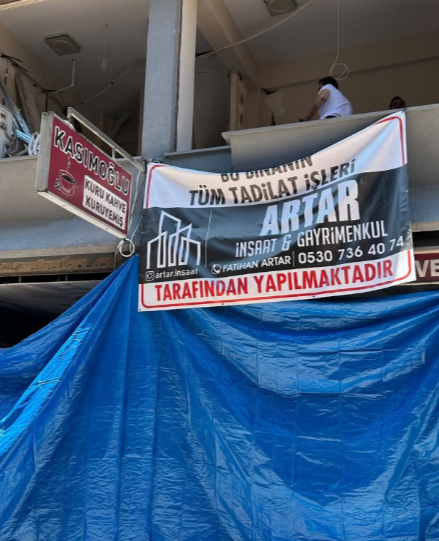 KASIMOĞLU
KURU KAHVE
KURUYEMİŞ
BU BİNANIN
TÜM TADİLAT İŞLERİ
ARTAR
İNŞAAT & GAYRİMENKUL
artar.insaat
FATİHAN ARTAR 0530 736 40 74
TARAFINDAN YAPILMAKTADIR